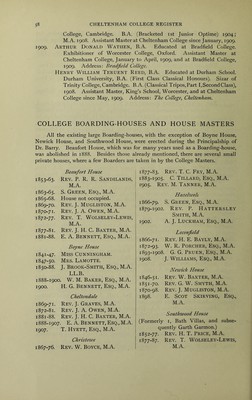 58 CHELTENHAM COLLEGE REGISTER
College, Cambridge. B.A. (Bracketed 1st Junior Optime) 1904;
M.A. 1908. Assistant Master at Cheltenham College since January, 1909.
1909. ARTHUR DONALD WATHEN, B.A. Educated at Bradfield College.
Exhibitioner of Worcester College, Oxford. Assistant Master at
Cheltenham College, January to April, 1909, and at Bradfield College,
1909. Address: Bradfield College.
HENRY WILLIAM TREUENT REED, B.A. Educated at Durham School.
Durham University, B.A. (First Class Classical Honours). Sizar of
Trinity College, Cambridge. B.A. (Classical Tripos, Part I, Second Class),
1908. Assistant Master, King's School, Worcester, and at Cheltenham
College since May, 1909. Address: The College, Cheltenham.
COLLEGE BOARDING-HOUSES AND HOUSE MASTERS
All the existing large Boarding-houses, with the exception of Boyne House,
Newick House, and Southwood House, were erected during the Principalship of
Dr. Barry. Beaufort House, which was for many years used as a Boarding-house,
was abolished in 1888. Besides those already mentioned, there are several small
private houses, where a few Boarders are taken in by the College Masters.
Beaufort House
1853-63. REV. P. R. R. SANDILANDS,
M.A.
1863-65. S. GREEN, ESQ., M.A.
1865-68. House not occupied.
1869-70. REV. J. MUGLISTON, M.A.
1870-71. REV. J. A. OWEN, M.A.
1872-77. REV. T. WOLSELEY-LEWIS,
M.A.
1877-81. REV. J. H. C. BAXTER, M.A.
1881-88. E. A. BENNETT, ESQ., M.A.
Boyne House
1841-47. MISS CUNNINGHAM.
1847-50. MRS. LAMOTTE.
1850-88. J. BROOK-SMITH, ESQ., M.A.
LL.B.
1888-1900. W. M. BAKER, ESQ., M.A.
1900. H. G. BENNETT, ESQ., M.A.
Cheltondale
1869-71. REV. J. GRAVES, M.A.
1872-81. REV. J. A. OWEN, M.A.
1881-88. REV. J. H. C. BAXTER, M.A.
1888-1907. E. A. BENNETT, ESQ., M.A.
1907. T. HYETT, ESQ., M.A.
Christowe
1867-76. REV. W. BOYCE, M.A.
1877-83. REV. T. C. FRY, M.A.
1883-1905. C. TILLARD, ESQ., M.A.
1905. REV. M. TANNER, M.A.
Hazelwell
1866-79. S. GREEN, ESQ., M.A.
1879-1902. REV. P. HATTERSLEY
SMITH, M.A.
1902. A. J. LUCKMAN, ESQ., M.A.
Leconfield
1866-71. REV. H. E. BAYLY, M.A.
1872-93. W. R. PORCHER, ESQ., M.A.
1893-1908. G. G. PRUEN, ESQ., M.A.
1908. J. WILLIAMS, ESQ., M.A.
Newick House
1846-51. REV. W. BAXTER, M.A.
1851-70. REV. G. W. SMITH, M.A.
1870-98. REV. J. MUGLISTON, M.A.
1898. E. SCOT SKIRVING, ESQ.,
M.A.
Southwood House
(Formerly 1, Bath Villas, and subse-
quently Garth Garmon.)
1852-77. REV. H. T. PRICE, M.A.
1877-82. REV. T. WOLSELEY-LEWIS,
M.A.